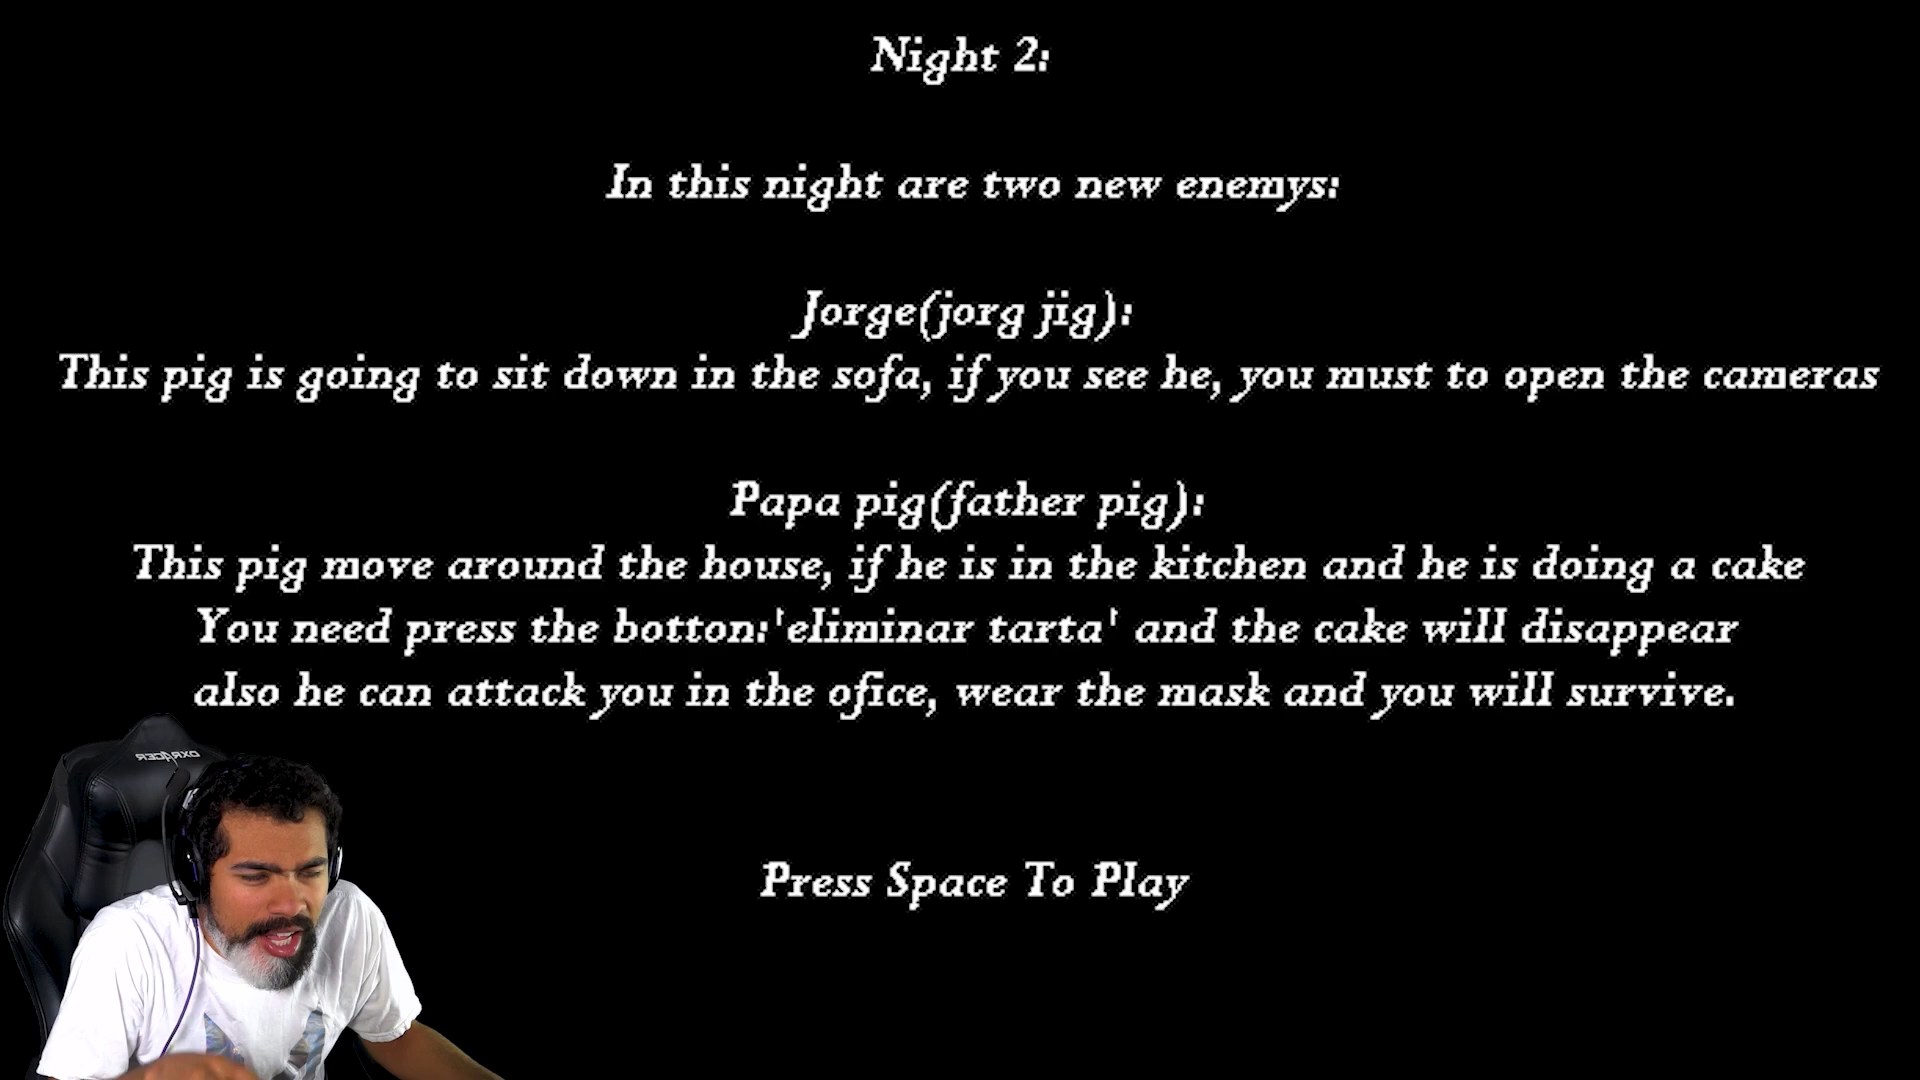 Night 2:
In this night are two new enemys:
Jorge(jorg jig):
This pig is going to sit down in the sofa, if you see he, you must to open the cameras
Papa pig(father pig):
This pig move around the house, if he is in the kitchen and he is doing a cake
You need press the botton:'eliminar tarta' and the cake will disappear
also he can attack you in the ofice, wear the mask and you will survive.
Press Space To Play
DXRACER